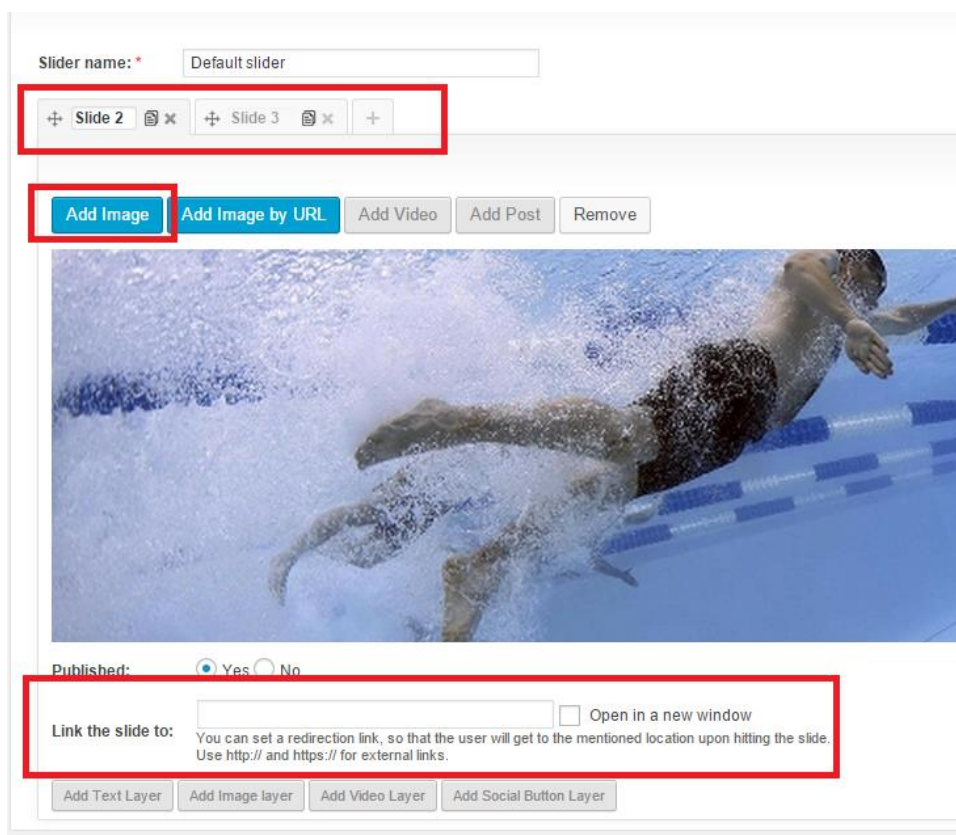 Slider name: *
Default slider
Slide 2
Slide 3
+
Add Image
Add Image by URL
Add Video
Add Post
Remove
Published:
Yes
No
Link the slide to:
Open in a new window
You can set a redirection link, so that the user will get to the mentioned location upon hitting the slide.
Use http:// and https:// for external links.
Add Text Layer
Add Image layer
Add Video Layer
Add Social Button Layer